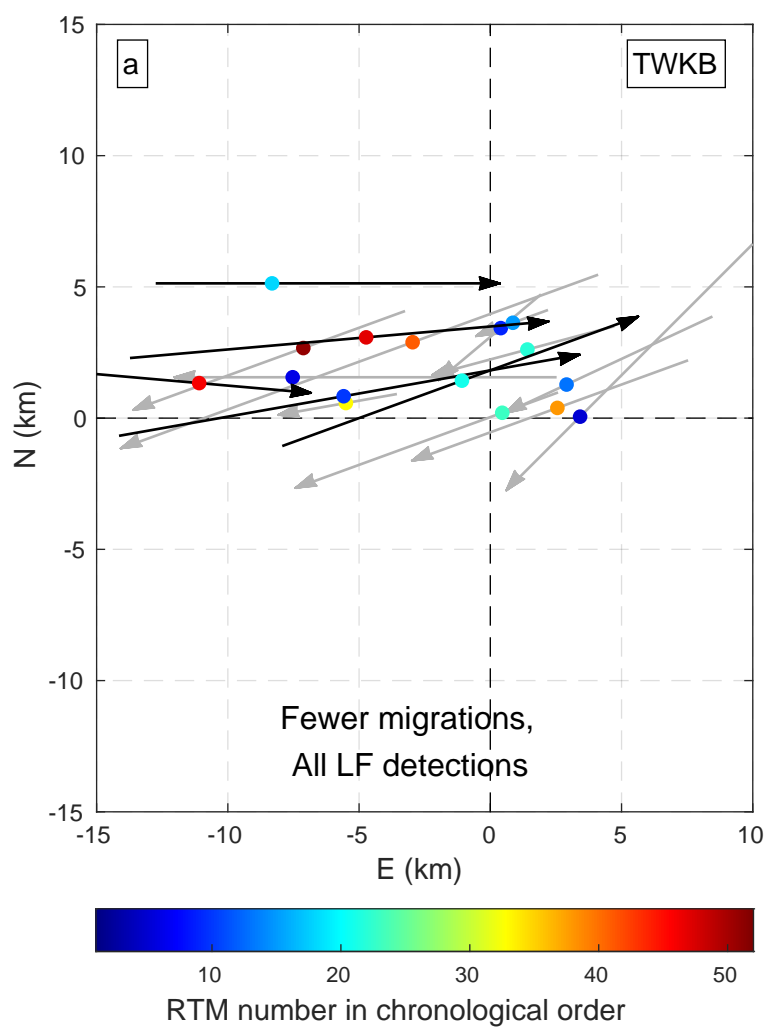 15
a
TWKB
10
5
0
-5
-10
-15
N (km)
Fewer migrations,
All LF detections
-15 -10 -5 0 5 10
E (km)
10 20 30 40 50
RTM number in chronological order